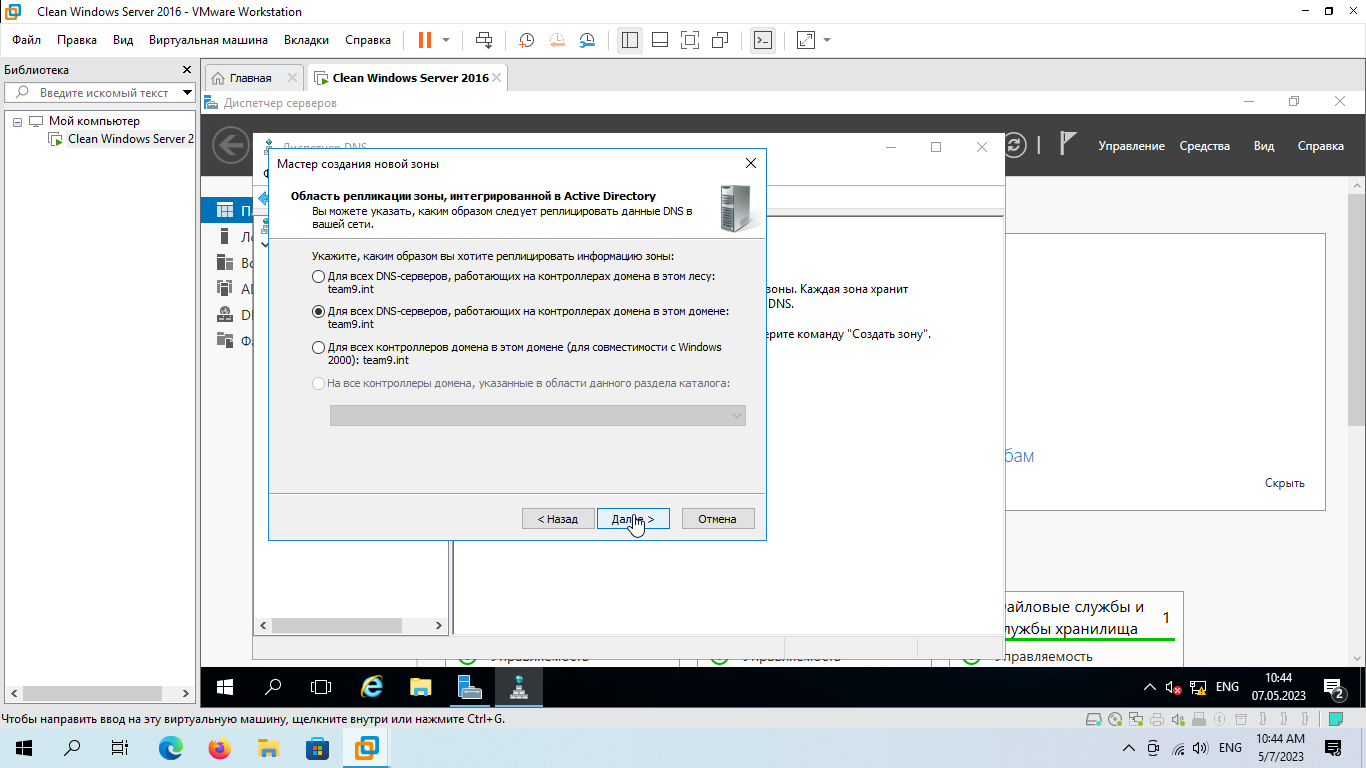 Clean Windows Server 2016 - VMware Workstation
Файл Правка Вид Виртуальная машина Вкладки Справка
Библиотека
Введите искомый текст
Мой компьютер
Clean Windows Server 2
Главная
Clean Windows Server 2016
Диспетчер серверов
Управление Средства Вид Справка
Диспетчер DNS
Мастер создания новой зоны
Область репликации зоны, интегрированной в Active Directory
Вы можете указать, каким образом следует реплицировать данные DNS в
вашей сети.
Укажите, каким образом вы хотите реплицировать информацию зоны:
Для всех DNS-серверов, работающих на контроллерах домена в этом лесу:
team9.int
Для всех DNS-серверов, работающих на контроллерах домена в этом домене:
team9.int
Для всех контроллеров домена в этом домене (для совместимости с Windows
2000): team9.int
На все контроллеры домена, указанные в области данного раздела каталога:
< Назад
Далее >
Отмена
зоны. Каждая зона хранит
DNS.
ерите команду "Создать зону".
бам
Скрыть
айловые службы и
лужбы хранилища
1
Управляемость
Управляемость
Управляемость
ENG
10:44
07.05.2023
2
Чтобы направить ввод на эту виртуальную машину, щелкните внутри или нажмите Ctrl+G.
ENG
10:44 AM
5/7/2023